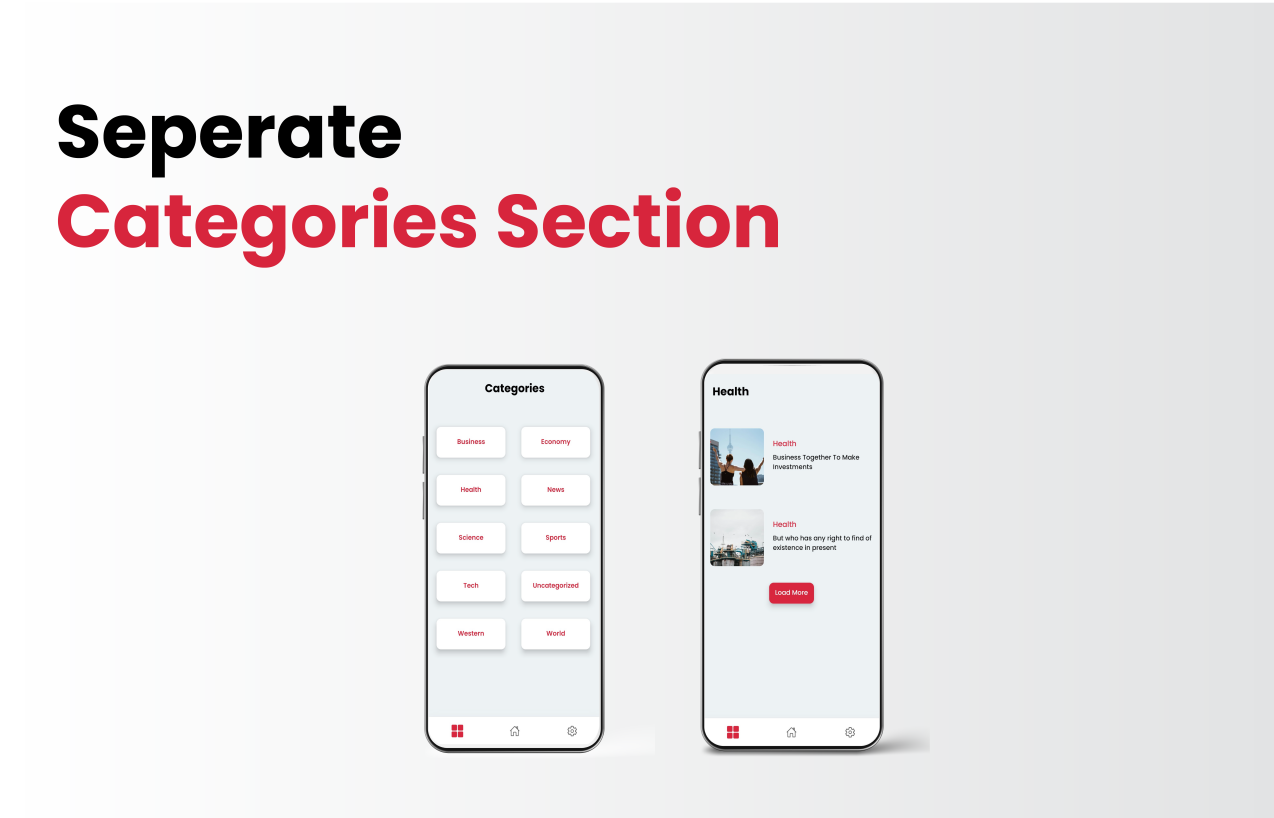 Seperate
Categories Section
Categories
Business
Economy
Health
News
Science
Sports
Tech
Uncategorized
Western
World
Health
Health
Business Together To Make
Investments
Health
But who has any right to find of
existence in present
Load More